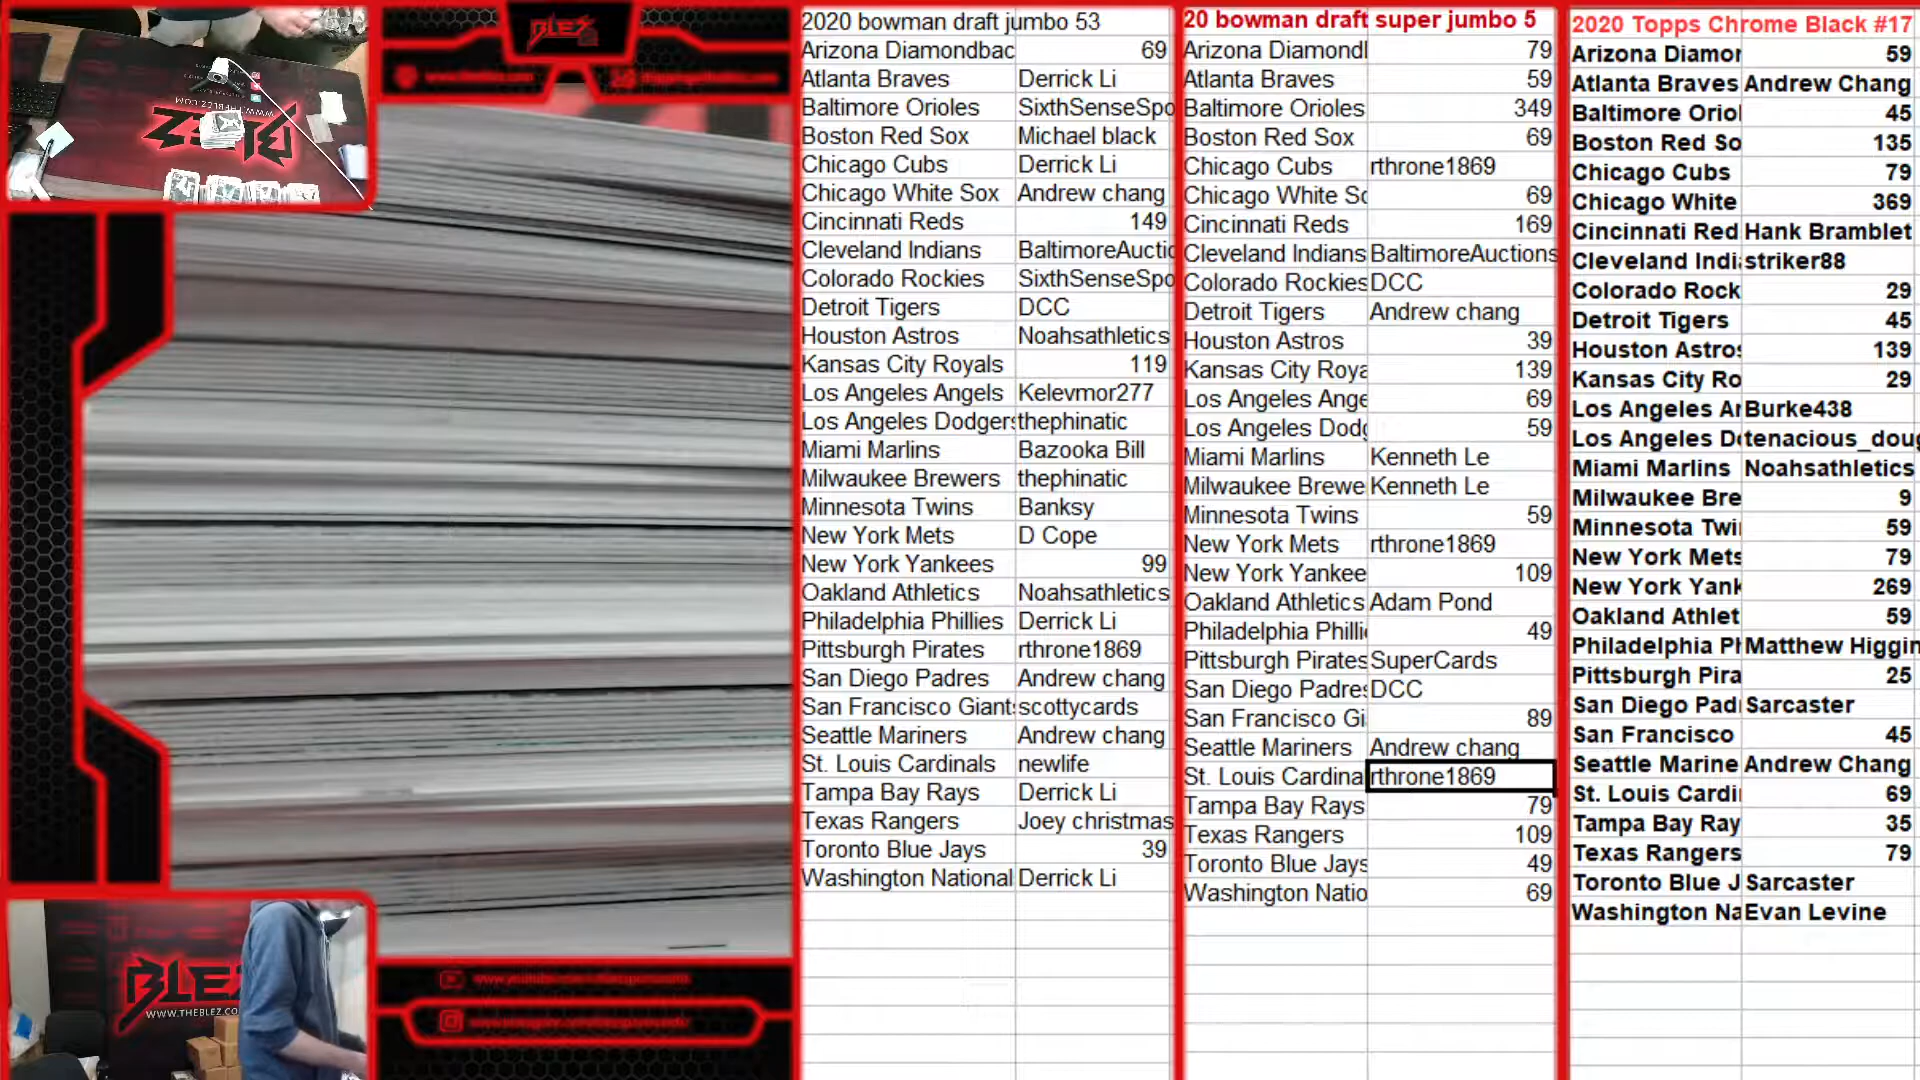 BLEZ
2020 bowman draft jumbo 53
Arizona Diamondbac 69
Atlanta Braves Derrick Li
Baltimore Orioles SixthSenseSpo
Boston Red Sox Michael black
Chicago Cubs Derrick Li
Chicago White Sox Andrew chang
Cincinnati Reds 149
Cleveland Indians BaltimoreAuctio
Colorado Rockies SixthSenseSpo
Detroit Tigers DCC
Houston Astros Noahsathletics
Kansas City Royals 119
Los Angeles Angels Kelevmor277
Los Angeles Dodgers thephinatic
Miami Marlins Bazooka Bill
Milwaukee Brewers thephinatic
Minnesota Twins Banksy
New York Mets D Cope
New York Yankees 99
Oakland Athletics Noahsathletics
Philadelphia Phillies Derrick Li
Pittsburgh Pirates rthrone1869
San Diego Padres Andrew chang
San Francisco Giants scottycards
Seattle Mariners Andrew chang
St. Louis Cardinals newlife
Tampa Bay Rays Derrick Li
Texas Rangers Joey christmas
Toronto Blue Jays 39
Washington National Derrick Li
20 bowman draft super jumbo 5
Arizona Diamondl 79
Atlanta Braves 59
Baltimore Orioles 349
Boston Red Sox 69
Chicago Cubs rthrone1869
Chicago White So 69
Cincinnati Reds 169
Cleveland Indians BaltimoreAuctions
Colorado Rockies DCC
Detroit Tigers Andrew chang
Houston Astros 39
Kansas City Roya 139
Los Angeles Ange 69
Los Angeles Dodg 59
Miami Marlins Kenneth Le
Milwaukee Brewe Kenneth Le
Minnesota Twins 59
New York Mets rthrone1869
New York Yankee 109
Oakland Athletics Adam Pond
Philadelphia Philli 49
Pittsburgh Pirates SuperCards
San Diego Padres DCC
San Francisco Gi 89
Seattle Mariners Andrew chang
St. Louis Cardina rthrone1869
Tampa Bay Rays 79
Texas Rangers 109
Toronto Blue Jays 49
Washington Natio 69
2020 Topps Chrome Black #17
Arizona Diamor 59
Atlanta Braves Andrew Chang
Baltimore Oriol 45
Boston Red So 135
Chicago Cubs 79
Chicago White 369
Cincinnati Red Hank Bramblet
Cleveland Indi striker88
Colorado Rock 29
Detroit Tigers 45
Houston Astros 139
Kansas City Ro 29
Los Angeles An Burke438
Los Angeles Do tenacious_doug
Miami Marlins Noahsathletics
Milwaukee Bre 9
Minnesota Twi 59
New York Mets 79
New York Yank 269
Oakland Athlet 59
Philadelphia Ph Matthew Higgin
Pittsburgh Pira 25
San Diego Pad Sarcaster
San Francisco 45
Seattle Marine Andrew Chang
St. Louis Cardi 69
Tampa Bay Ray 35
Texas Rangers 79
Toronto Blue J Sarcaster
Washington Na Evan Levine
WWW.THEBLEZ.COM
BLEZ
BLEZ
WWW.THEBLEZ.CO